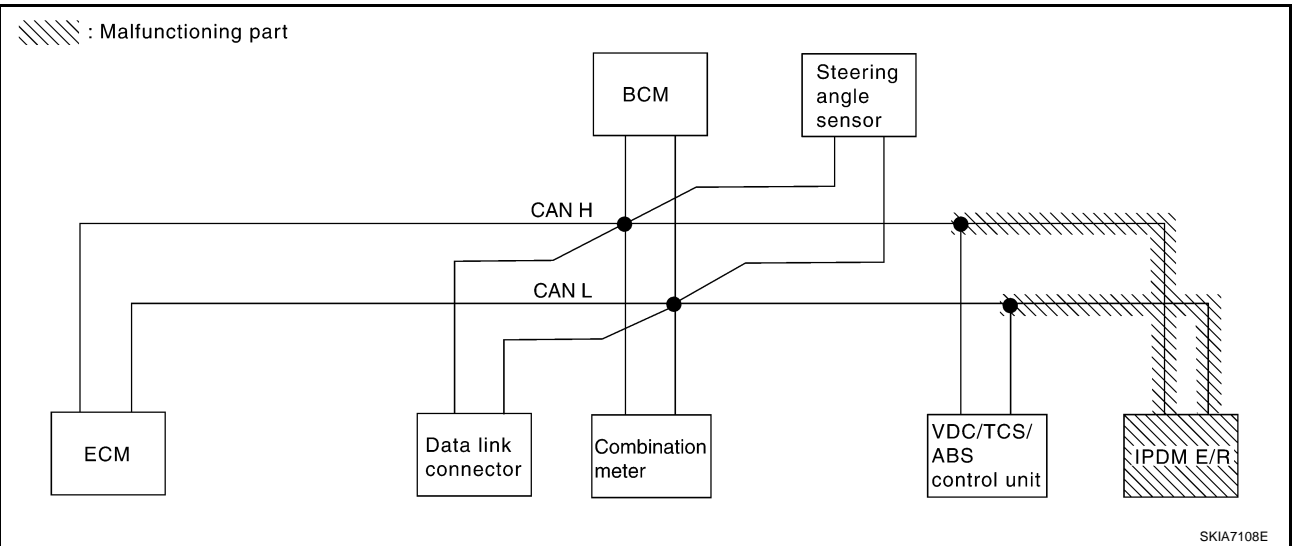 : Malfunctioning part
BCM
Steering
angle
sensor
CAN H
CAN L
ECM
Data link
connector
Combination
meter
VDC/TCS/
ABS
control unit
IPDM E/R
SKIA7108E